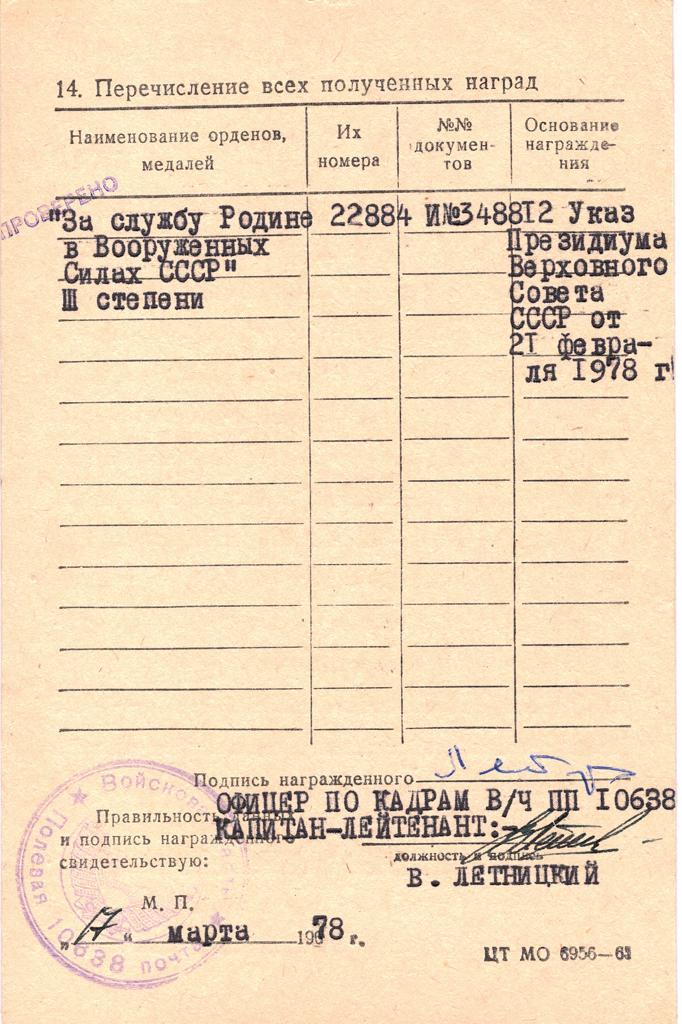 14. Перечисление всех полученных наград
Наименование орденов, медалей
Их номера
№№ документов
Основание награждения
ПРОВЕРЕНО
"За службу Родине 22884 И№348812 Указ
в Вооруженных Президиума
Силах СССР" Верховного
III степени Совета
СССР от
2I февра-
ля I978 г
Подпись награжденного
ОФИЦЕР ПО КАДРАМ В/Ч ПП I0638
Правильность данных КАПИТАН-ЛЕЙТЕНАНТ:
и подпись награжденного
свидетельствую:
должность и подпись
В. ЛЕТНИЦКИЙ
М. П.
„17" марта 1978 г.
ЦТ МО 6956—63
Полевая почта 10638